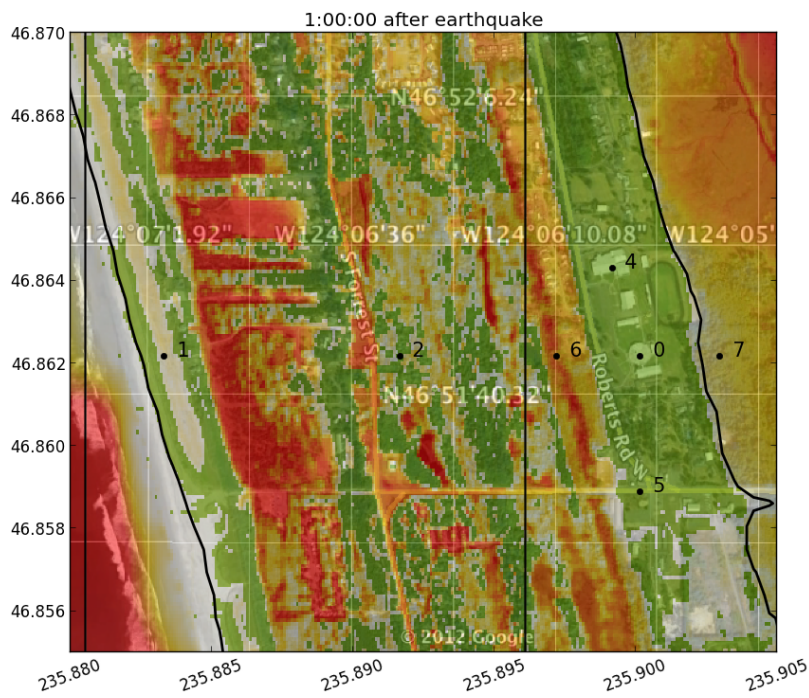 1:00:00 after earthquake
46.870
N46°52'6.24"
46.868
46.866
W124°07'1.92" W124°06'36" W124°06'10.08" W124°05'
46.864
4
S Forrest St
46.862
1 2 6 0 7
Roberts Rd W
N46°51'40.32"
46.860
5
46.858
46.856
© 2012 Google
235.880 235.885 235.890 235.895 235.900 235.905